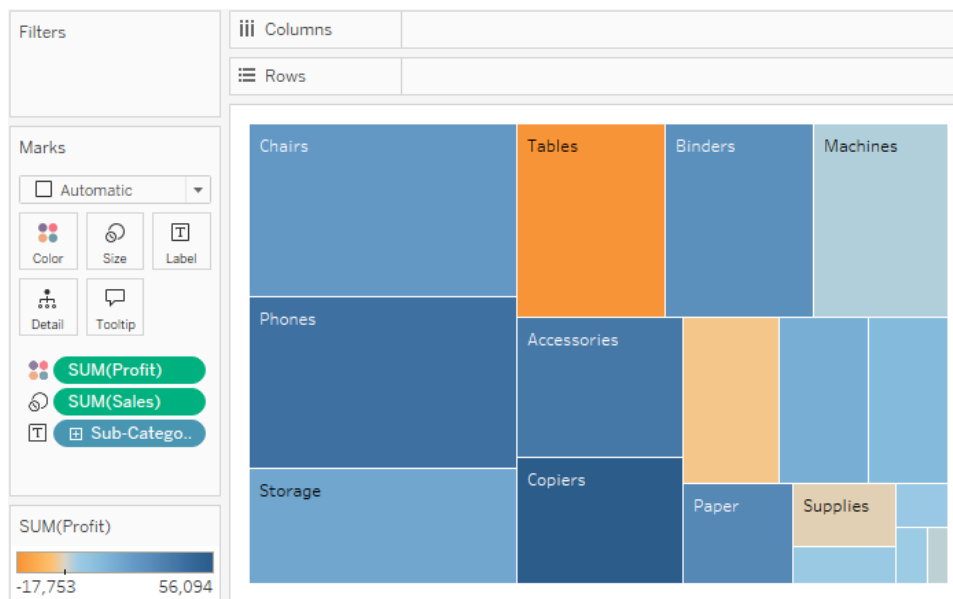 Filters
Columns
Rows
Marks
Automatic
Color Size Label
Detail Tooltip
SUM(Profit)
SUM(Sales)
Sub-Catego..
SUM(Profit)
-17,753 56,094
Chairs Tables Binders Machines
Phones Accessories
Storage Copiers Paper Supplies